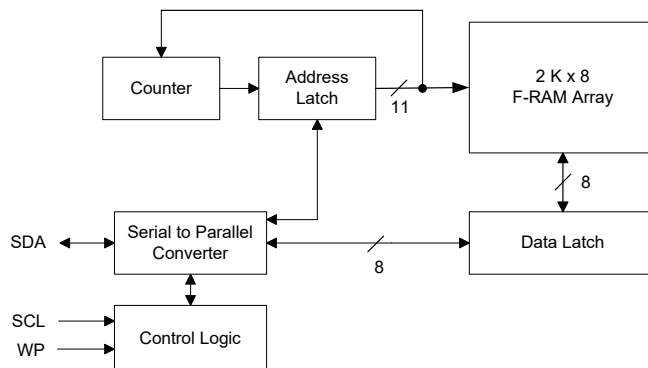 Counter
Address
Latch
11
2 K x 8
F-RAM Array
8
SDA
Serial to Parallel
Converter
8
Data Latch
SCL
WP
Control Logic